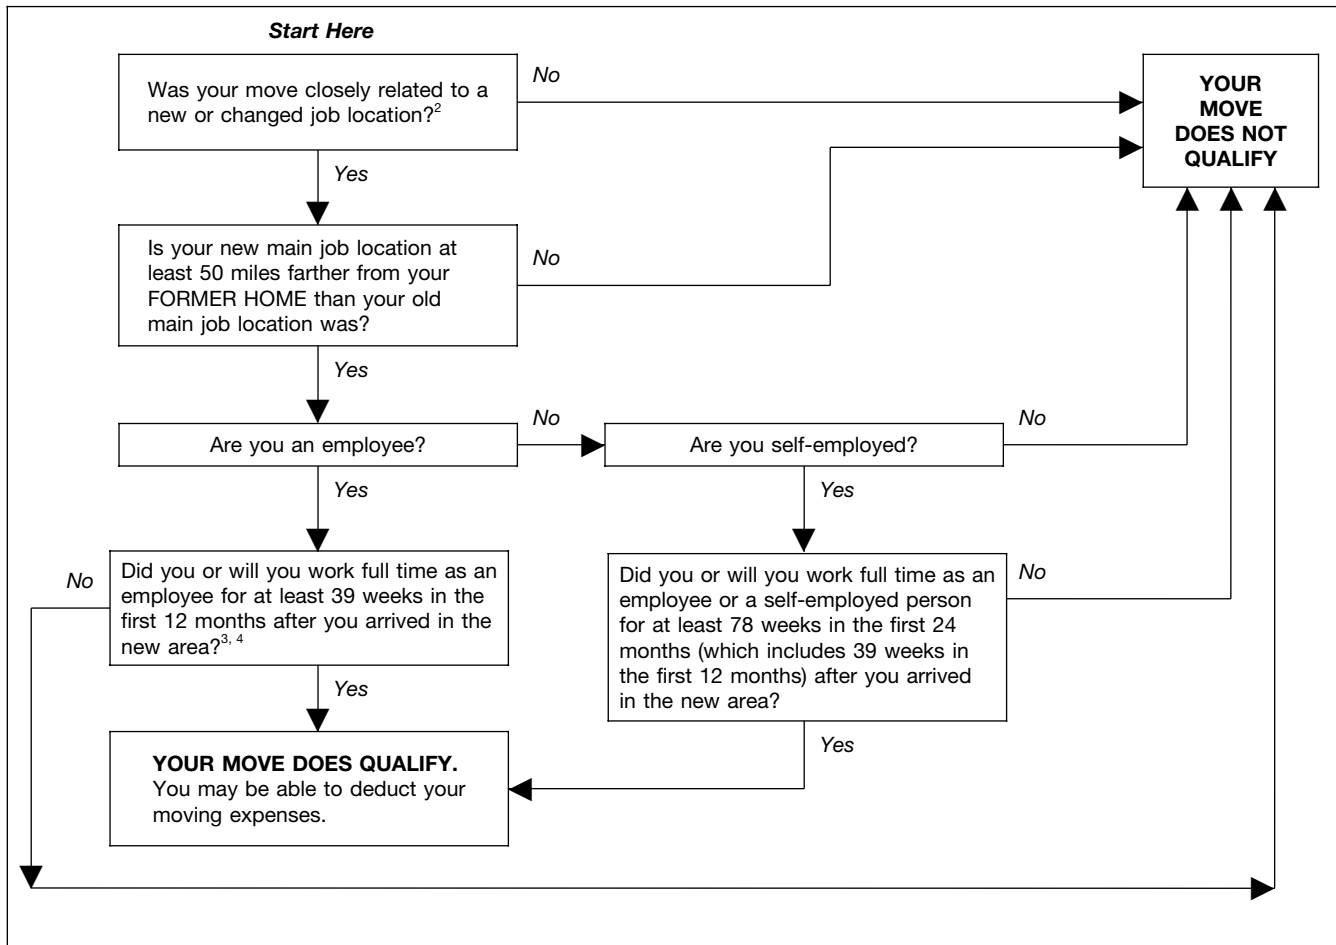 Start Here
Was your move closely related to a
new or changed job location?2
No
YOUR
MOVE
DOES NOT
QUALIFY
Yes
Is your new main job location at
least 50 miles farther from your
FORMER HOME than your old
main job location was?
No
Yes
Are you an employee?
No
Are you self-employed?
No
Yes
Yes
No
Did you or will you work full time as an
employee for at least 39 weeks in the
first 12 months after you arrived in the
new area?3, 4
Did you or will you work full time as an
employee or a self-employed person
for at least 78 weeks in the first 24
months (which includes 39 weeks in
the first 12 months) after you arrived
in the new area?
No
Yes
Yes
YOUR MOVE DOES QUALIFY.
You may be able to deduct your
moving expenses.